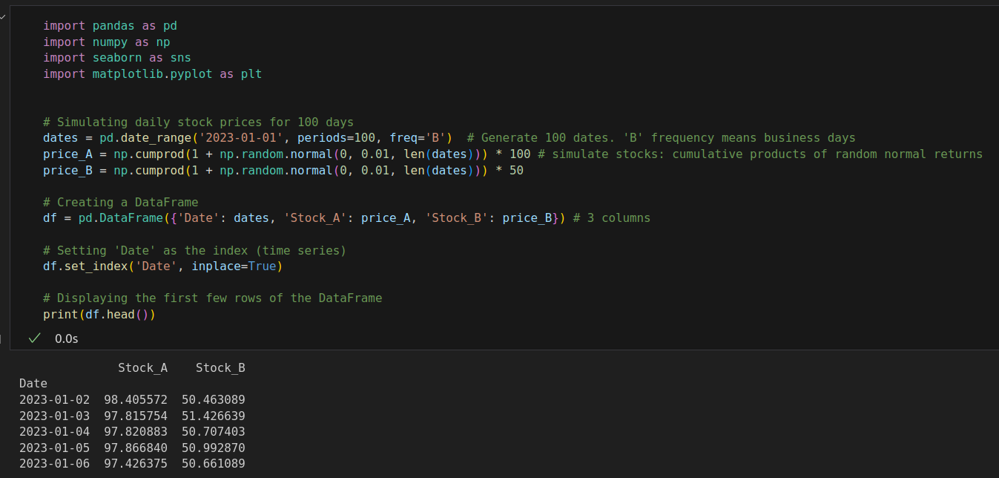 import pandas as pd
import numpy as np
import seaborn as sns
import matplotlib.pyplot as plt
# Simulating daily stock prices for 100 days
dates = pd.date_range('2023-01-01', periods=100, freq='B')  # Generate 100 dates. 'B' frequency means business days
price_A = np.cumprod(1 + np.random.normal(0, 0.01, len(dates))) * 100 # simulate stocks: cumulative products of random normal returns
price_B = np.cumprod(1 + np.random.normal(0, 0.01, len(dates))) * 50
# Creating a DataFrame
df = pd.DataFrame({'Date': dates, 'Stock_A': price_A, 'Stock_B': price_B}) # 3 columns
# Setting 'Date' as the index (time series)
df.set_index('Date', inplace=True)
# Displaying the first few rows of the DataFrame
print(df.head())
0.0s
Stock_A    Stock_B
Date
2023-01-02  98.405572  50.463089
2023-01-03  97.815754  51.426639
2023-01-04  97.820883  50.707403
2023-01-05  97.866840  50.992870
2023-01-06  97.426375  50.661089